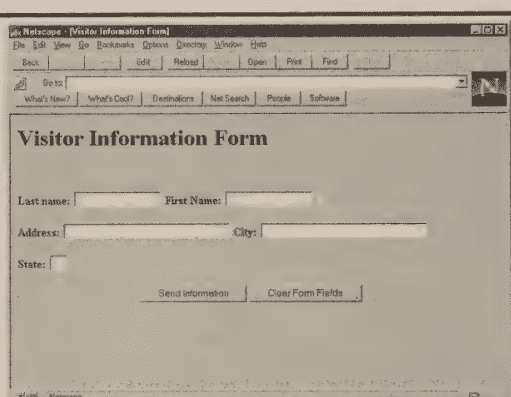 Netscape - [Visitor Information Form]
File Edit View Go Bookmarks Options Directory Window Help
Back Edit Reload Open Print Find
Go to:
What's New? What's Cool? Destinations Net Search People Software
N
Visitor Information Form
Last name: First Name:
Address: City:
State:
Send Information Clear Form Fields
Netscape